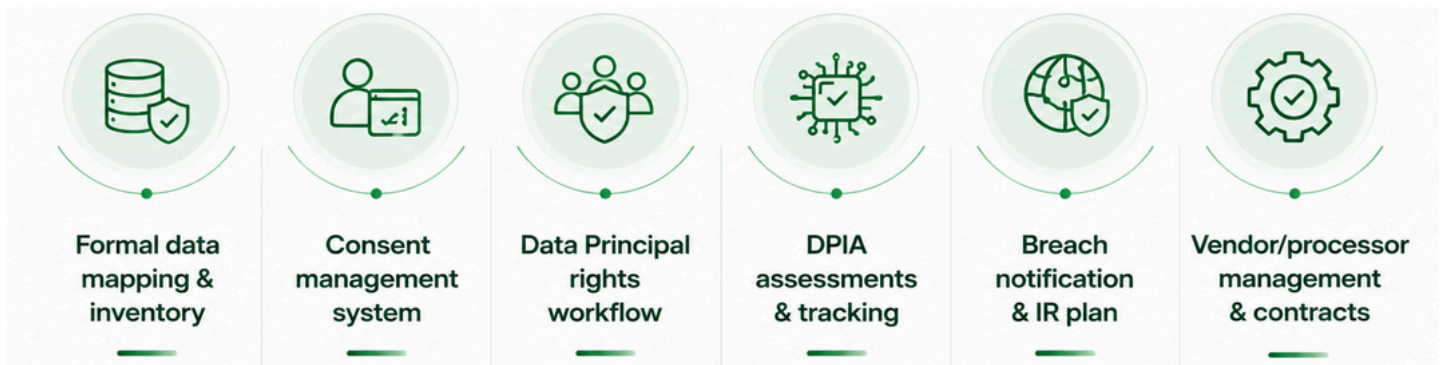 Formal data
mapping &
inventory
Consent
management
system
Data Principal
rights
workflow
DPIA
assessments
& tracking
Breach
notification
& IR plan
Vendor/processor
management
& contracts